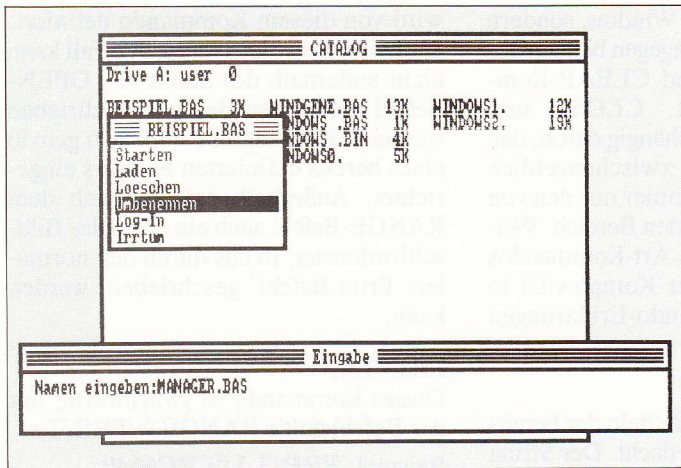 CATALOG
Drive A: user 0
BEISPIEL.BAS 3K WINDGENE.BAS 13K WINDOWS1. 12K
NDOWS .BAS 1K WINDOWS2. 19K
NDOWS .BIN 4K
NDOWS0. 5K
BEISPIEL.BAS
Starten
Laden
Loeschen
Umbenennen
Log-In
Irrtum
Eingabe
Namen eingeben:MANAGER.BAS